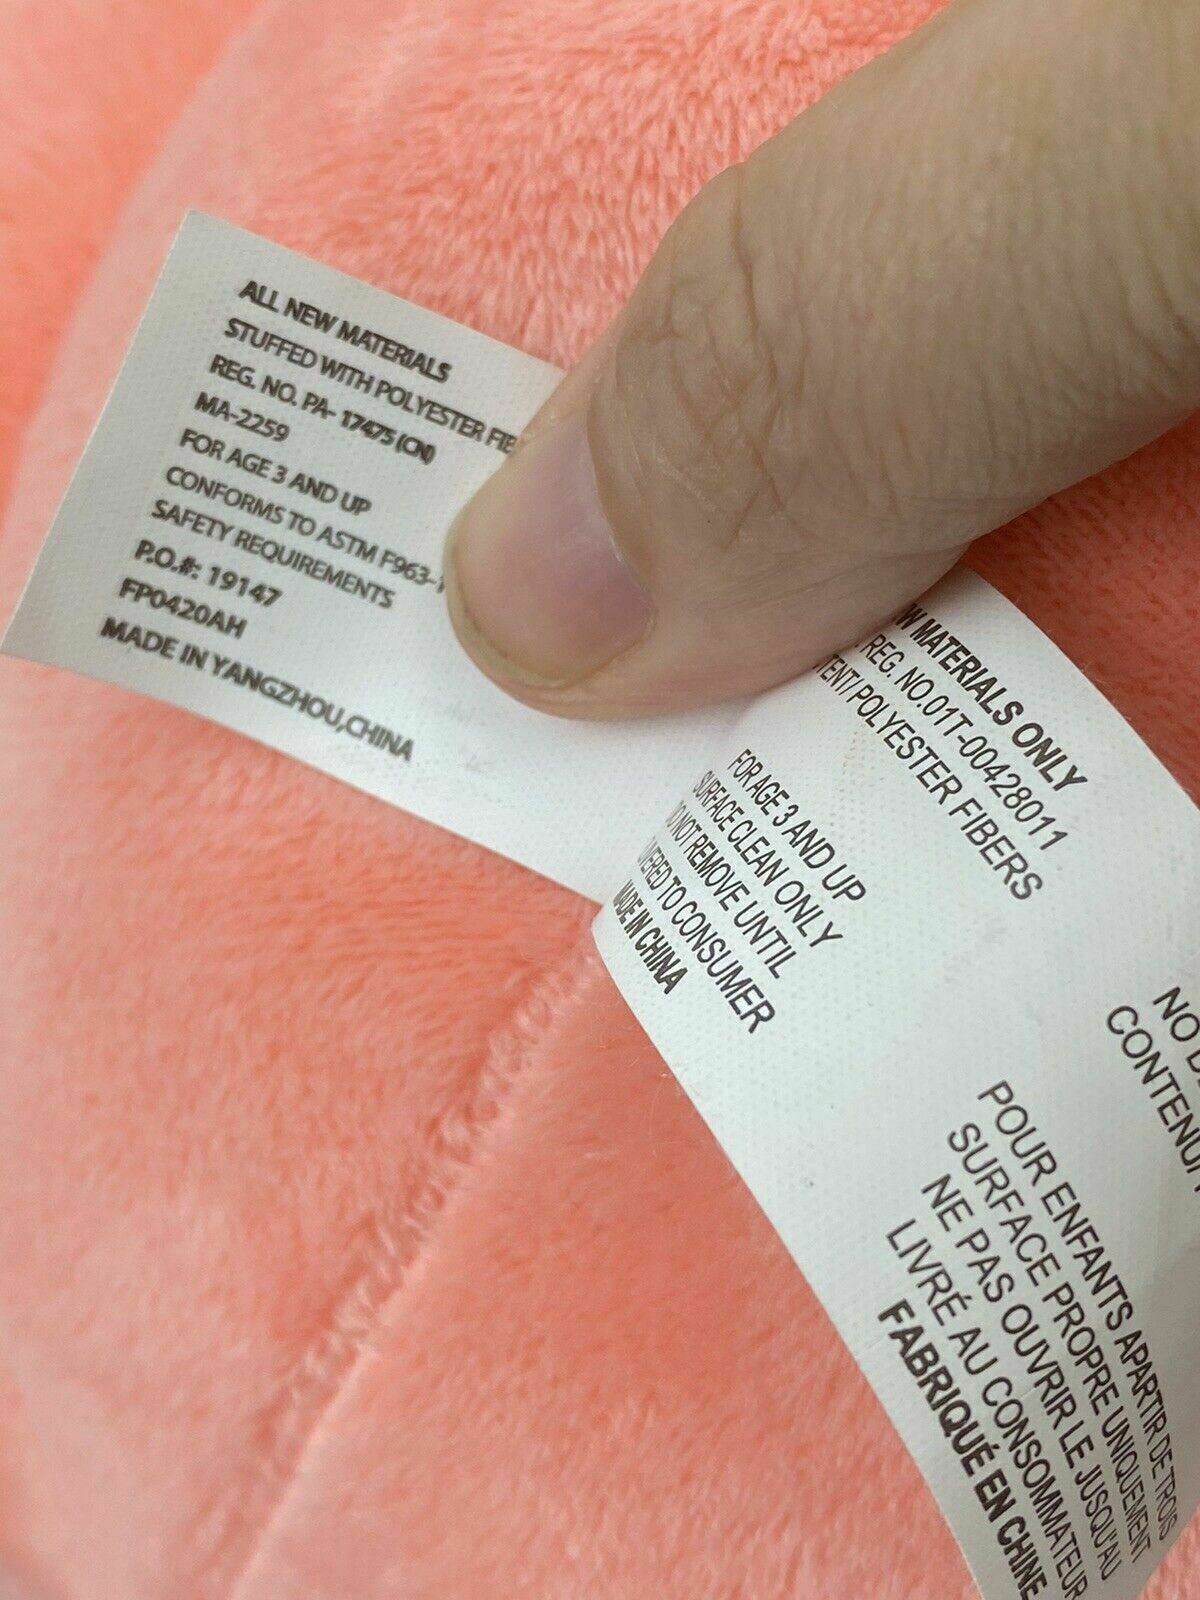 ALL NEW MATERIALS
STUFFED WITH POLYESTER
REG. NO. PA- 17475 (CN)
MA-2259
FOR AGE 3 AND UP
CONFORMS TO ASTM F963-
SAFETY REQUIREMENTS
P.O.#: 19147
FP0420AH
MADE IN YANGZHOU,CHINA
MATERIALS ONLY
REG. NO.01T-00428011
POLYESTER FIBERS
FOR AGE 3 AND UP
SURFACE CLEAN ONLY
NOT REMOVE UNTIL
TO CONSUMER
MADE IN CHINA
NO
CONTENU
POUR ENFANTS APARTIR DE TROIS
SURFACE PROPRE UNIQUEMENT
NE PAS OUVRIR LE JUSQU'AU
LIVRÉ AU CONSOMMATEUR
FABRIQUÉ EN CHINE